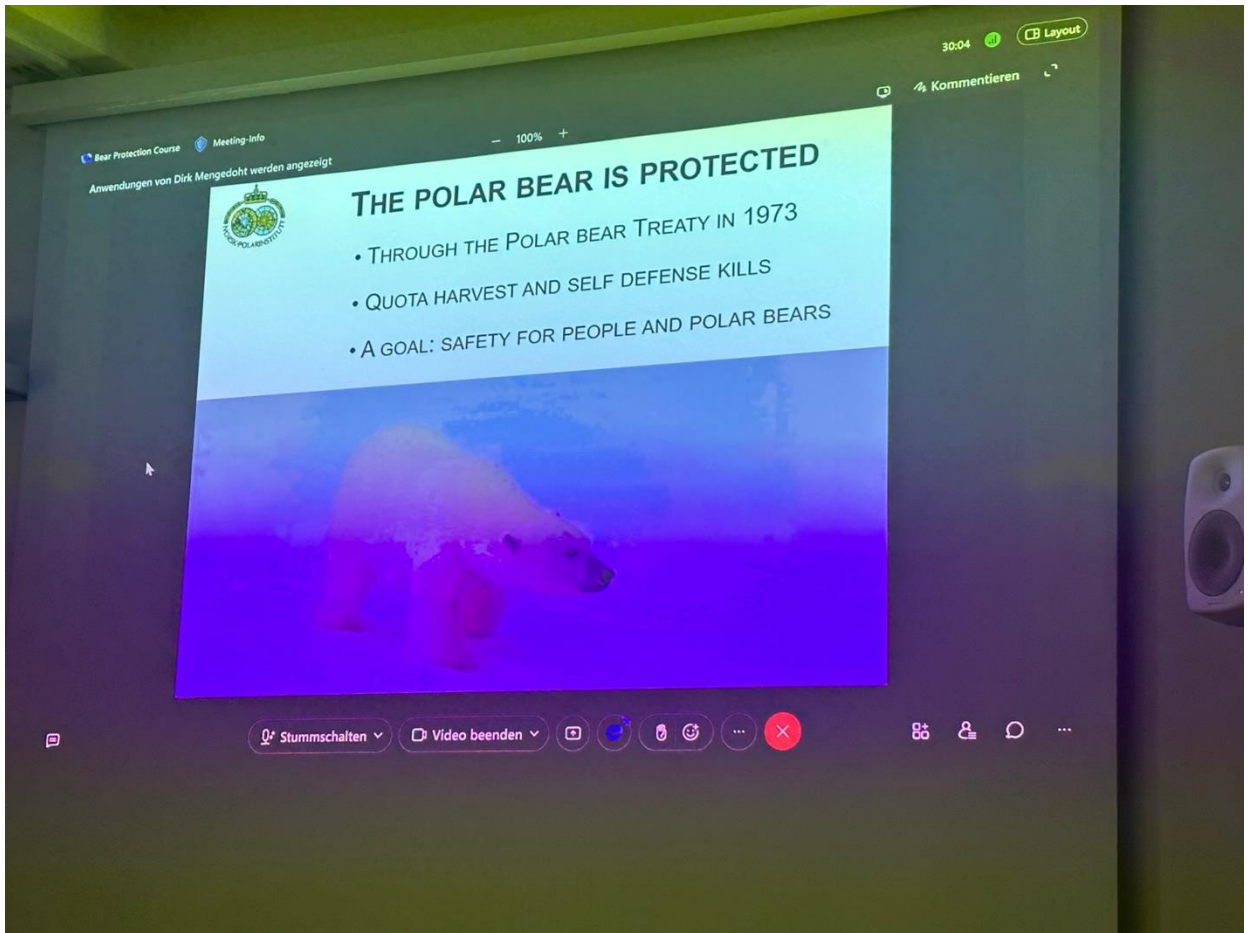 30:04
Layout
Kommentieren
Bear Protection Course Meeting-Info
− 100% +
Anwendungen von Dirk Mengedoht werden angezeigt
NORSK POLARINSTITUTT
THE POLAR BEAR IS PROTECTED
• THROUGH THE POLAR BEAR TREATY IN 1973
• QUOTA HARVEST AND SELF DEFENSE KILLS
• A GOAL: SAFETY FOR PEOPLE AND POLAR BEARS
Stummschalten Video beenden